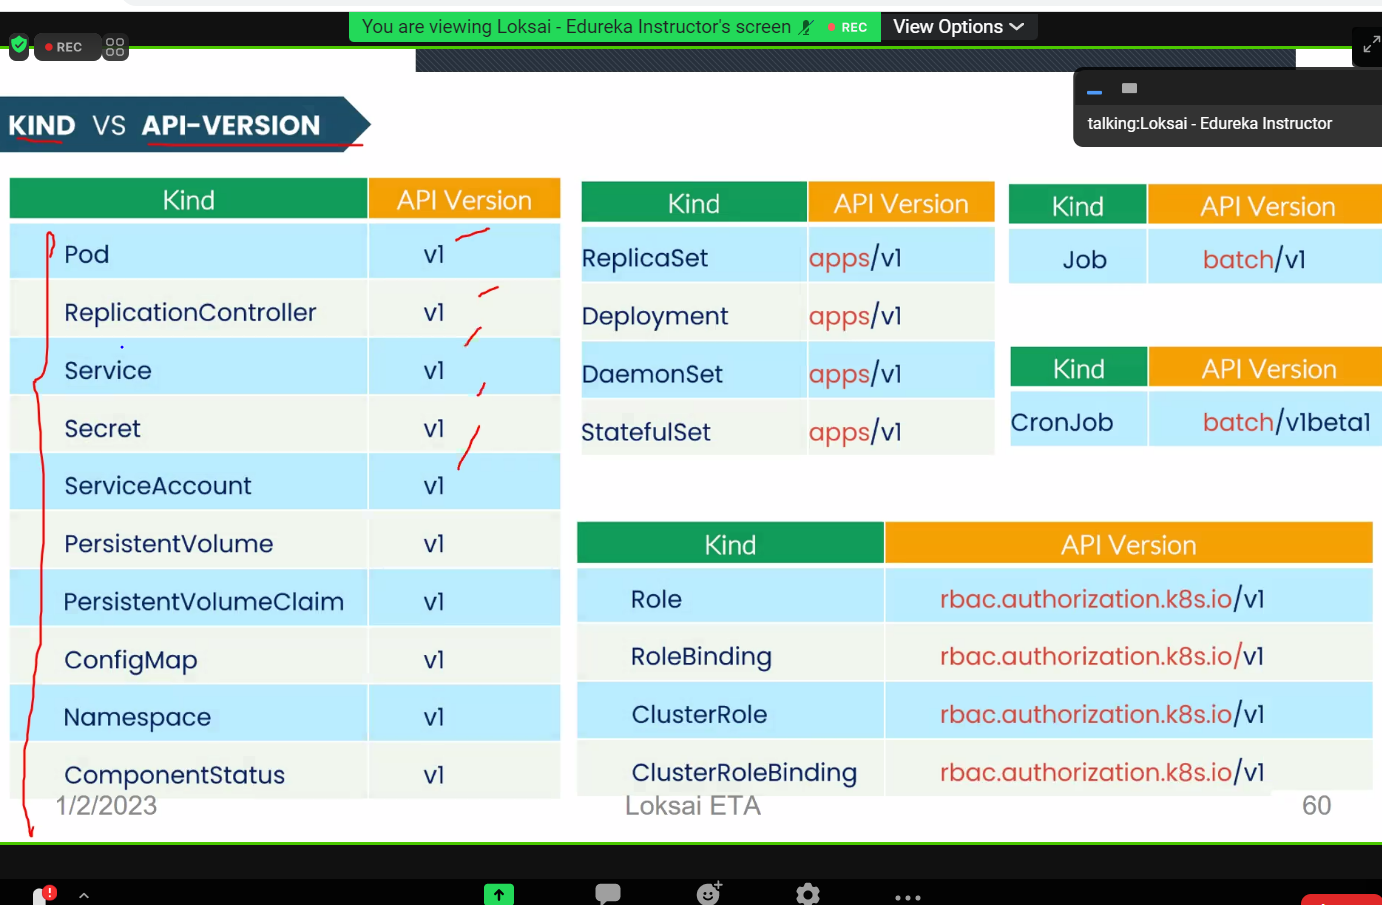 You are viewing Loksai - Edureka Instructor's screen
REC
View Options
REC
talking:Loksai - Edureka Instructor
KIND VS API-VERSION
Kind API Version
Pod v1
ReplicationController v1
Service v1
Secret v1
ServiceAccount v1
PersistentVolume v1
PersistentVolumeClaim v1
ConfigMap v1
Namespace v1
ComponentStatus v1
Kind API Version
ReplicaSet apps/v1
Deployment apps/v1
DaemonSet apps/v1
StatefulSet apps/v1
Kind API Version
Job batch/v1
Kind API Version
CronJob batch/v1beta1
Kind API Version
Role rbac.authorization.k8s.io/v1
RoleBinding rbac.authorization.k8s.io/v1
ClusterRole rbac.authorization.k8s.io/v1
ClusterRoleBinding rbac.authorization.k8s.io/v1
1/2/2023
Loksai ETA
60